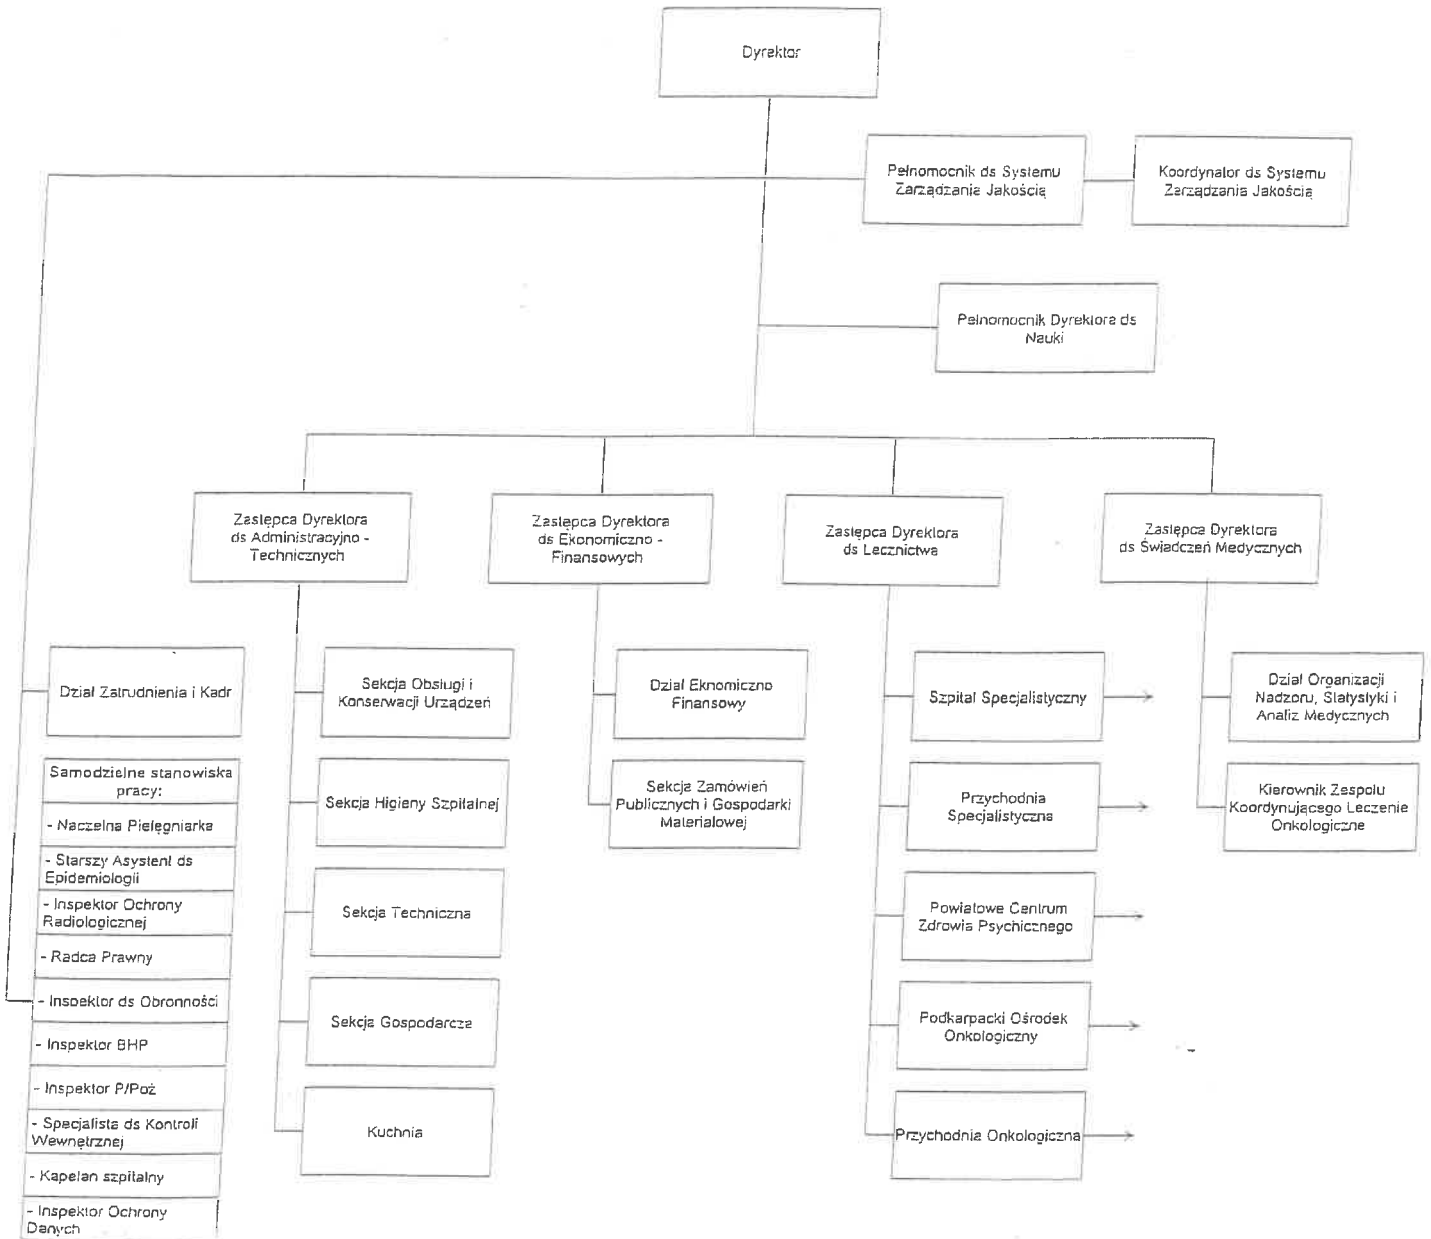 Dyrektor
Pełnomocnik ds Systemu
Zarządzania Jakością
Koordynator ds Systemu
Zarządzania Jakością
Pełnomocnik Dyrektora ds
Nauki
Zastępca Dyrektora
ds Administracyjno -
Technicznych
Zastępca Dyrektora
ds Ekonomiczno -
Finansowych
Zastępca Dyrektora
ds Lecznictwa
Zastępca Dyrektora
ds Świadczeń Medycznych
Dział Zatrudnienia i Kadr
Samodzielne stanowiska
pracy:
- Naczelna Pielęgniarka
- Starszy Asystent ds
Epidemiologii
- Inspektor Ochrony
Radiologicznej
- Radca Prawny
- Inspektor ds Obronności
- Inspektor BHP
- Inspektor P/Poż
- Specjalista ds Kontroli
Wewnętrznej
- Kapelan szpitalny
- Inspektor Ochrony
Danych
Sekcja Obsługi i
Konserwacji Urządzeń
Sekcja Higieny Szpitalnej
Sekcja Techniczna
Sekcja Gospodarcza
Kuchnia
Dział Eknomiczno
Finansowy
Sekcja Zamówień
Publicznych i Gospodarki
Materiałowej
Szpital Specjalistyczny
Przychodnia
Specjalistyczna
Powiatowe Centrum
Zdrowia Psychicznego
Podkarpacki Ośrodek
Onkologiczny
Przychodnia Onkologiczna
Dział Organizacji
Nadzoru, Statystyki i
Analiz Medycznych
Kierownik Zespołu
Koordynującego Leczenie
Onkologiczne